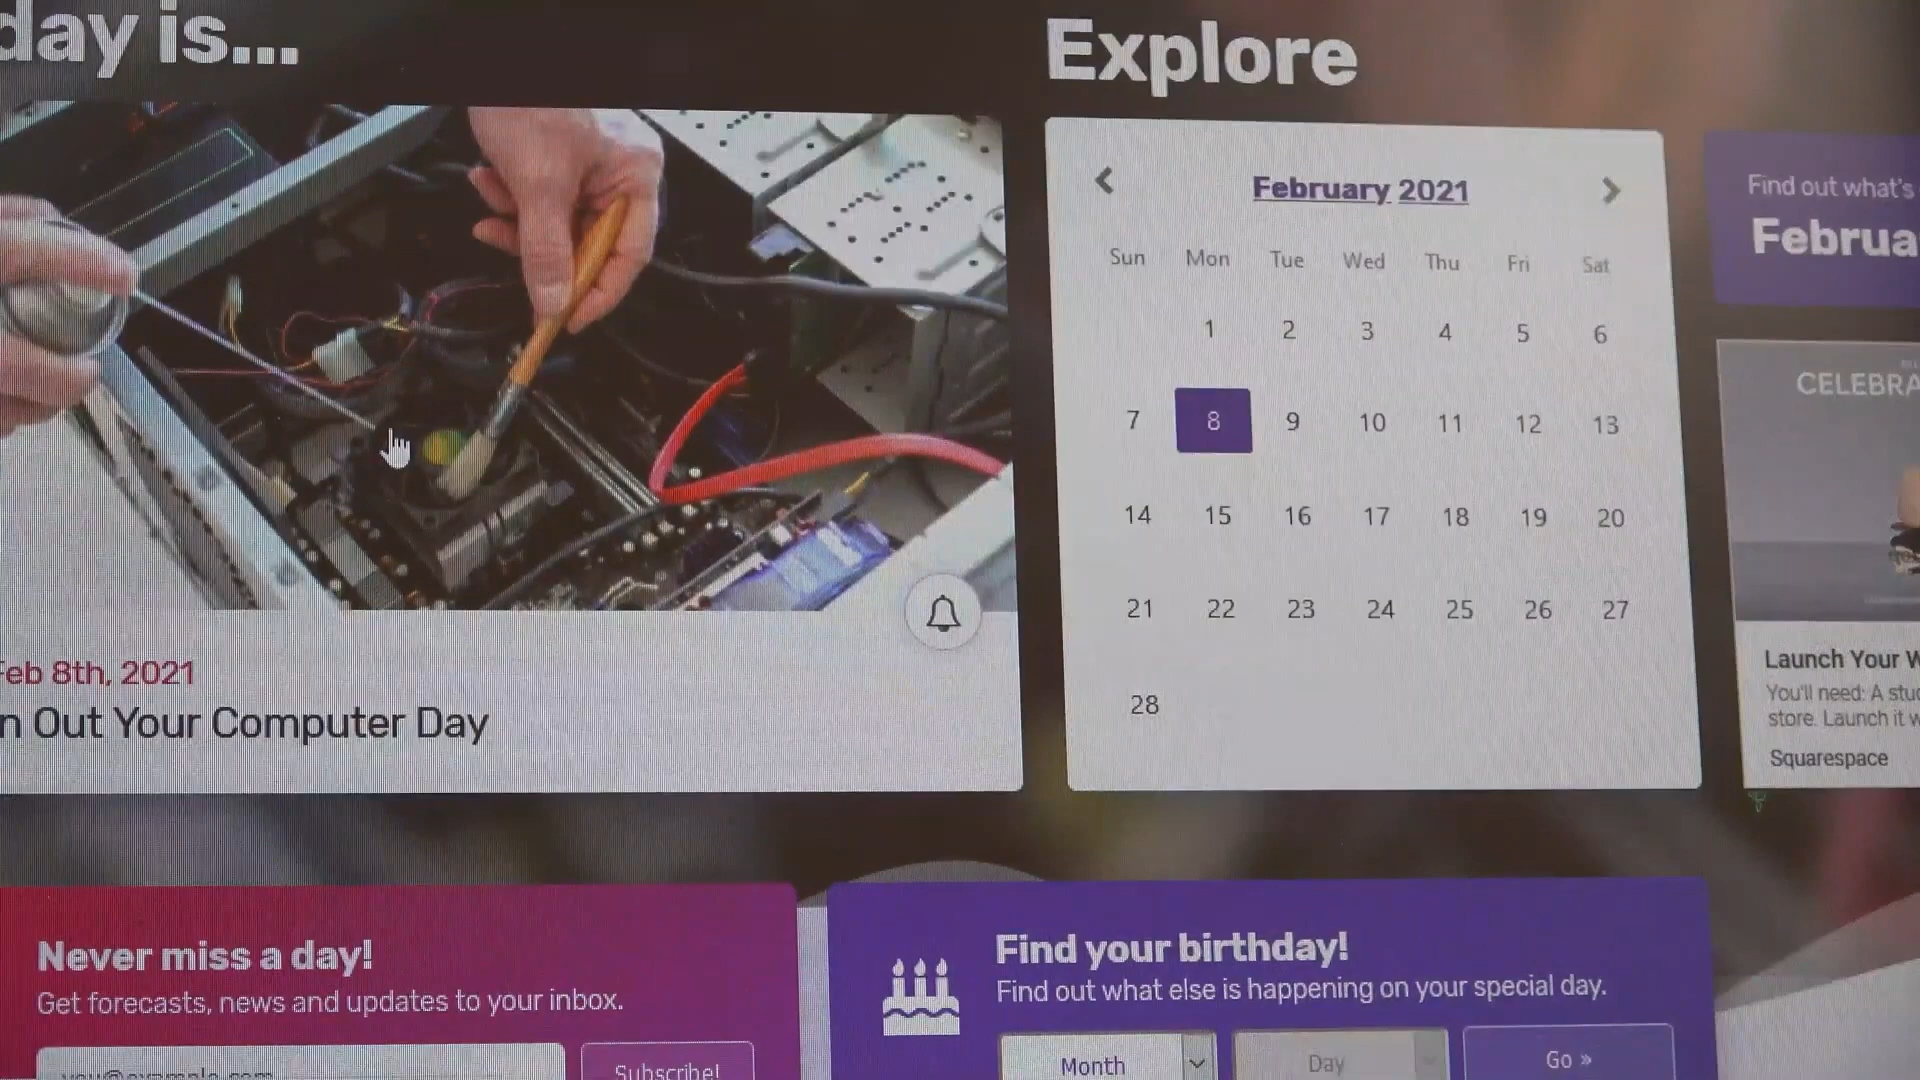 day is...
Feb 8th, 2021
n Out Your Computer Day
Explore
February 2021
Sun Mon Tue Wed Thu Fri Sat
1 2 3 4 5 6
7 8 9 10 11 12 13
14 15 16 17 18 19 20
21 22 23 24 25 26 27
28
Find out what's
Februa
CELEBRA
Launch Your W
You'll need: A stud
store. Launch it w
Squarespace
Never miss a day!
Get forecasts, news and updates to your inbox.
you@example.com
Subscribe!
Find your birthday!
Find out what else is happening on your special day.
Month
Day
Go »